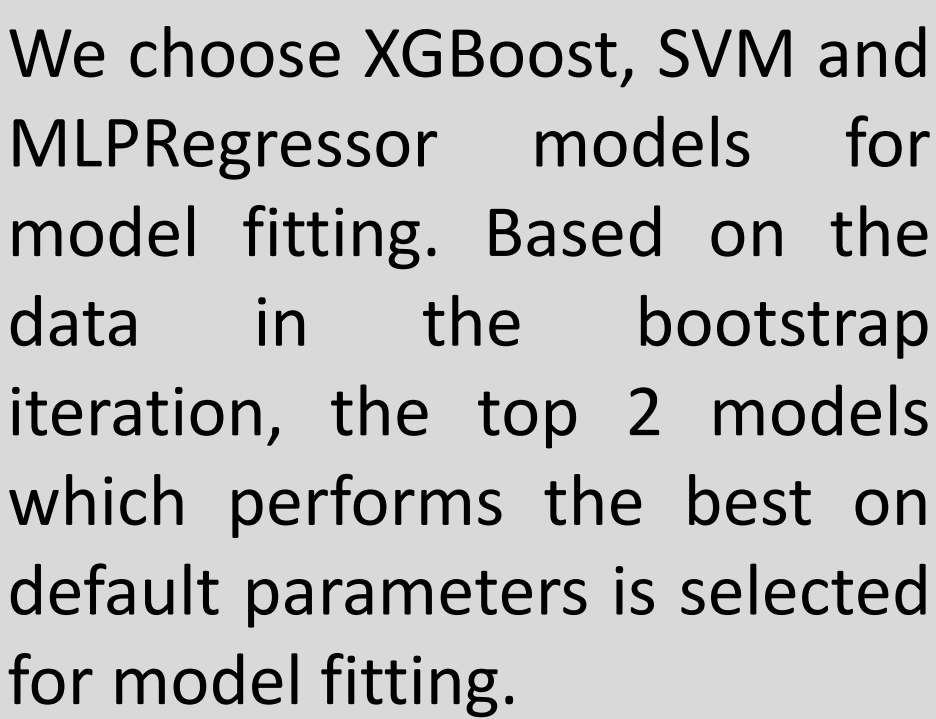 We choose XGBoost, SVM and
MLPRegressor models for
model fitting. Based on the
data in the bootstrap
iteration, the top 2 models
which performs the best on
default parameters is selected
for model fitting.